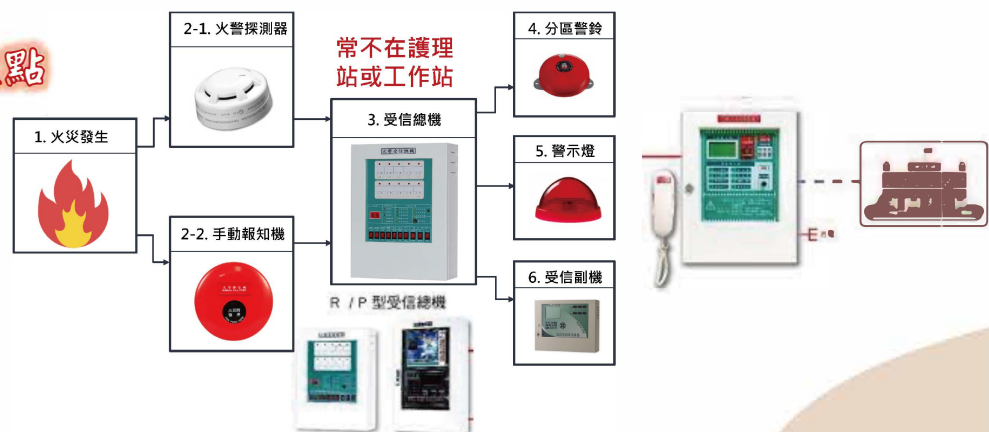 點
2-1. 火警探測器
常不在護理
站或工作站
4. 分區警鈴
1. 火災發生
3. 受信總機
5. 警示燈
2-2. 手動報知機
6. 受信副機
R / P 型受信總機